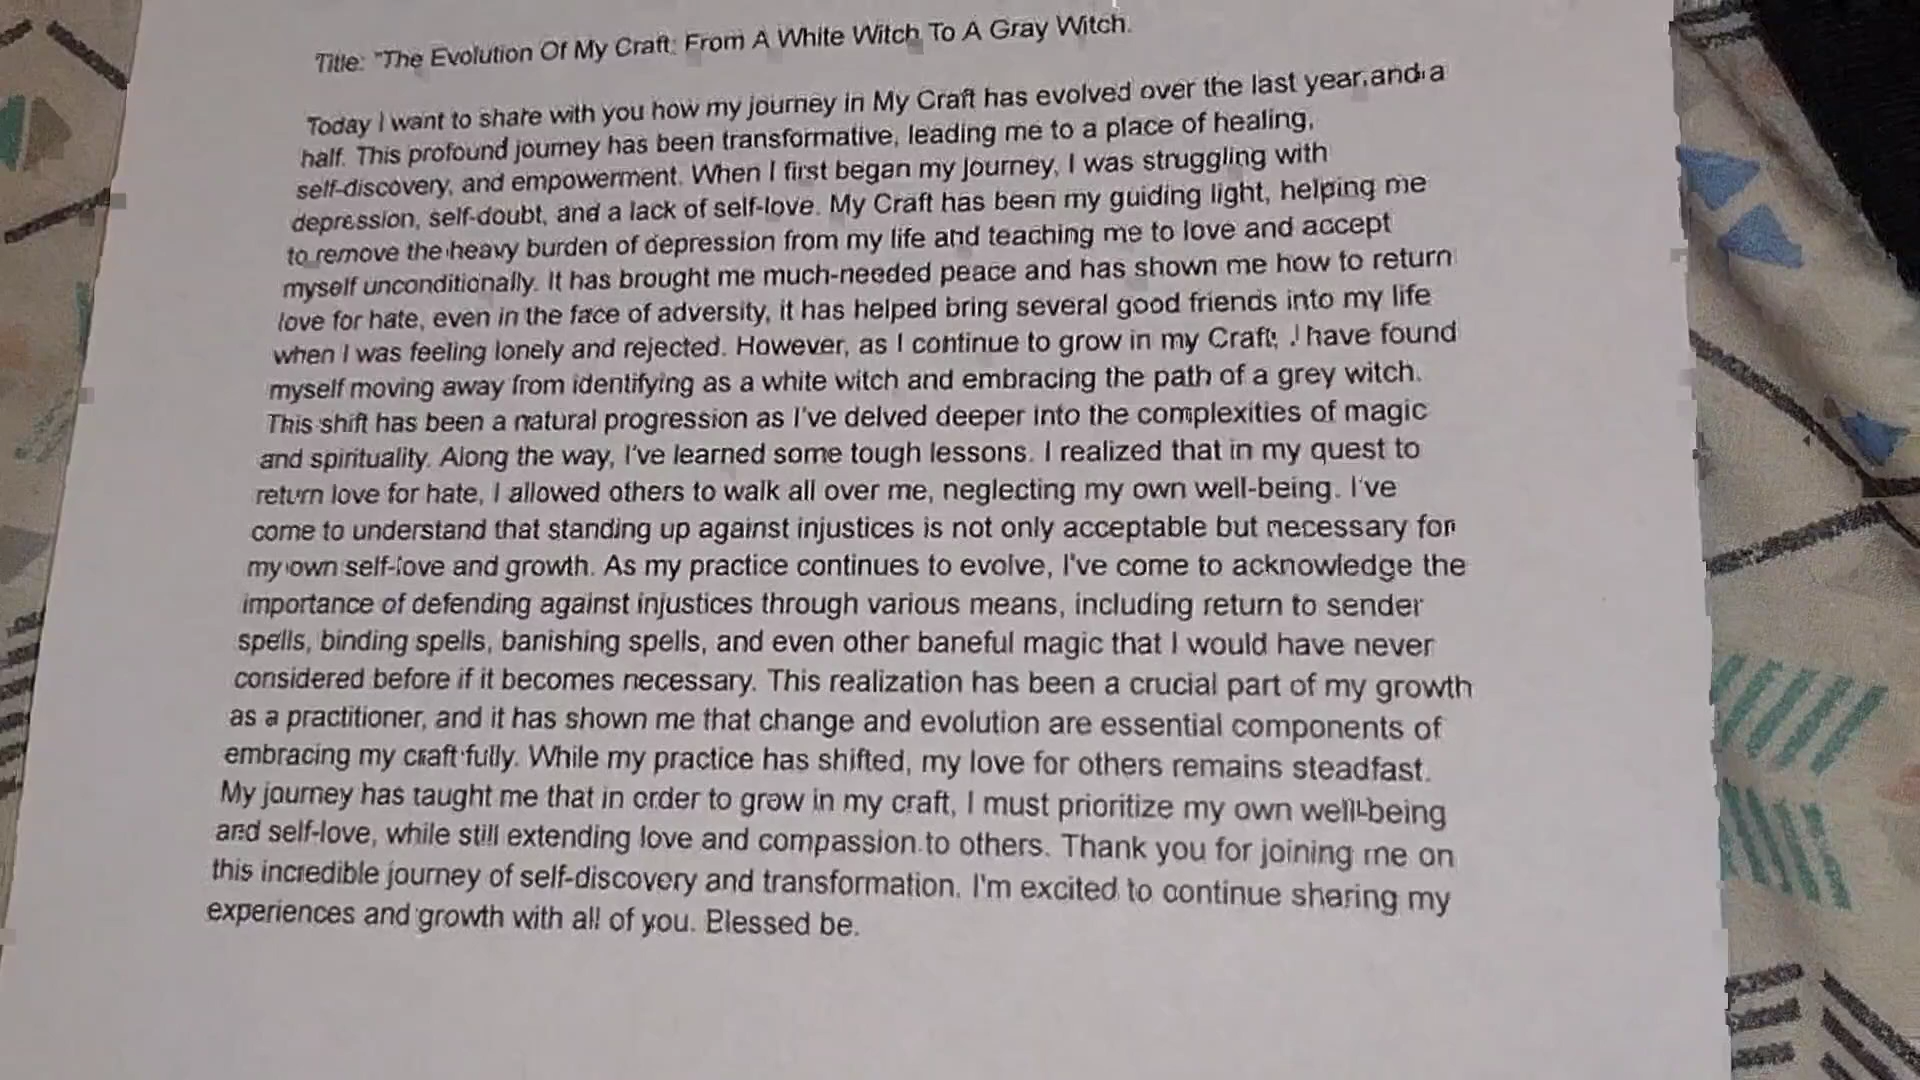 Title: "The Evolution Of My Craft: From A White Witch To A Gray Witch.
Today I want to share with you how my journey in My Craft has evolved over the last year, and a
half. This profound journey has been transformative, leading me to a place of healing,
self-discovery, and empowerment. When I first began my journey, I was struggling with
depression, self-doubt, and a lack of self-love. My Craft has been my guiding light, helping me
to remove the heavy burden of depression from my life and teaching me to love and accept
myself unconditionally. It has brought me much-needed peace and has shown me how to return
love for hate, even in the face of adversity, it has helped bring several good friends into my life
when I was feeling lonely and rejected. However, as I continue to grow in my Craft, I have found
myself moving away from identifying as a white witch and embracing the path of a grey witch.
This shift has been a natural progression as I've delved deeper into the complexities of magic
and spirituality. Along the way, I've learned some tough lessons. I realized that in my quest to
return love for hate, I allowed others to walk all over me, neglecting my own well-being. I've
come to understand that standing up against injustices is not only acceptable but necessary for
my own self-love and growth. As my practice continues to evolve, I've come to acknowledge the
importance of defending against injustices through various means, including return to sender
spells, binding spells, banishing spells, and even other baneful magic that I would have never
considered before if it becomes necessary. This realization has been a crucial part of my growth
as a practitioner, and it has shown me that change and evolution are essential components of
embracing my craft fully. While my practice has shifted, my love for others remains steadfast.
My journey has taught me that in order to grow in my craft, I must prioritize my own well-being
and self-love, while still extending love and compassion to others. Thank you for joining me on
this incredible journey of self-discovery and transformation. I'm excited to continue sharing my
experiences and growth with all of you. Blessed be.